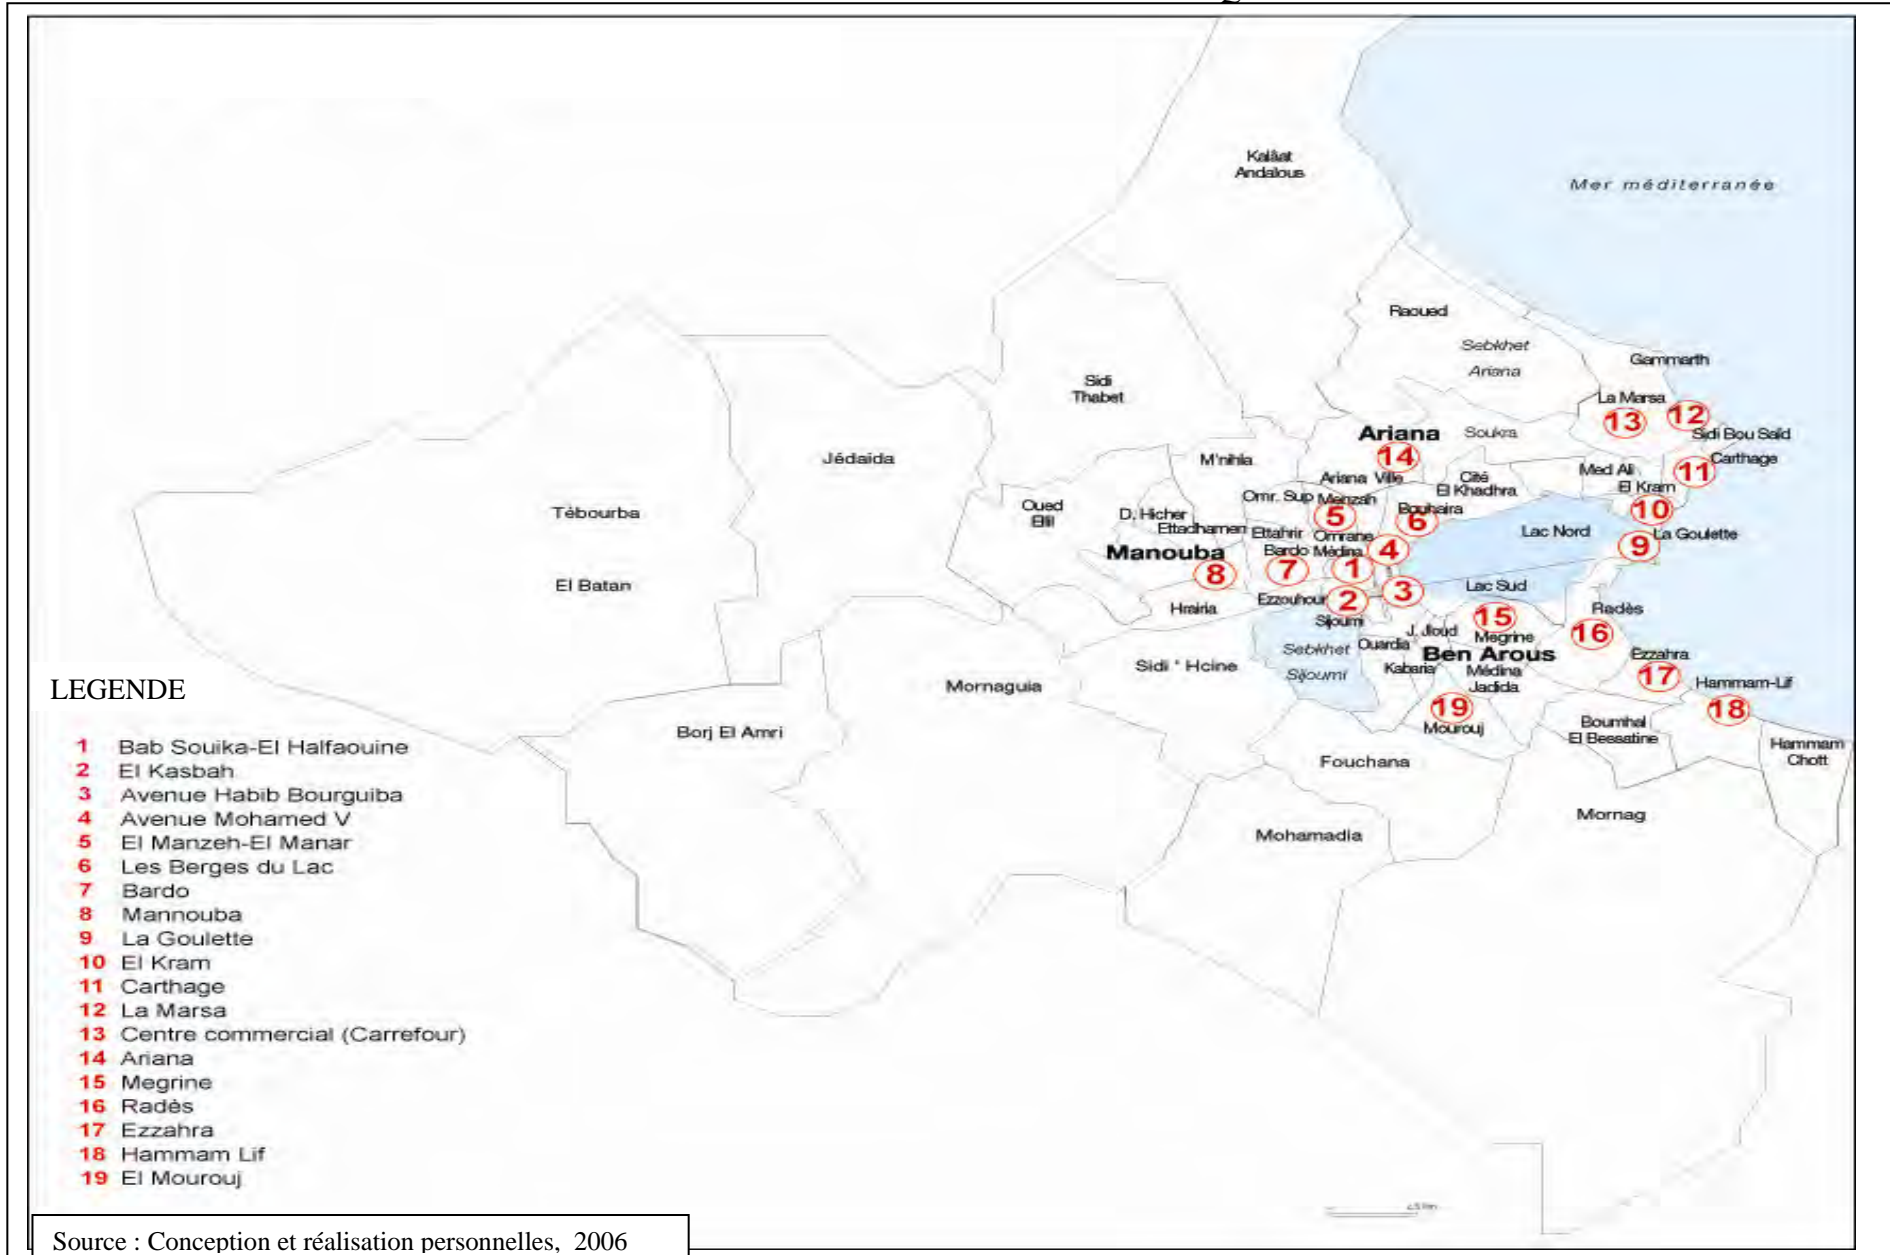 Kalâat
Andalous
Mer méditerranée
Raoued
Sebkhet
Ariana
Gammarth
Sidi
Thabet
La Marsa
13
12
Ariana
Soukra
Sidi Bou Saïd
14
Jédaïda
M'nihla
Carthage
11
Med Ali
Ariana Ville
Cité
El Khadhra
El Kram
Omr. Sup
Menzah
Oued
Ellil
Tébourba
D. Hicher
Bouhaira
10
5
6
Ettadhamen
Ettahrir
Omrane
Lac Nord
La Goulette
Manouba
Bardo
Médina
4
9
8
7
1
El Batan
Lac Sud
3
Ezzouhour
2
Hrairia
Radès
Sijoumi
15
16
J. Jloud
Megrine
Sebkhet
Sijoumi
Ouardia
Ben Arous
Ezzahra
Sidi ' Hcine
Kabaria
Médina
Jadida
17
Hammam-Lif
Mornaguia
19
18
LEGENDE
Mourouj
Boumhal
El Bessatine
Borj El Amri
Hammam
Chott
Fouchana
Mornag
Mohamadia
1 Bab Souika-El Halfaouine
2 El Kasbah
3 Avenue Habib Bourguiba
4 Avenue Mohamed V
5 El Manzeh-El Manar
6 Les Berges du Lac
7 Bardo
8 Mannouba
9 La Goulette
10 El Kram
11 Carthage
12 La Marsa
13 Centre commercial (Carrefour)
14 Ariana
15 Megrine
16 Radès
17 Ezzahra
18 Hammam Lif
19 El Mourouj
Source : Conception et réalisation personnelles, 2006